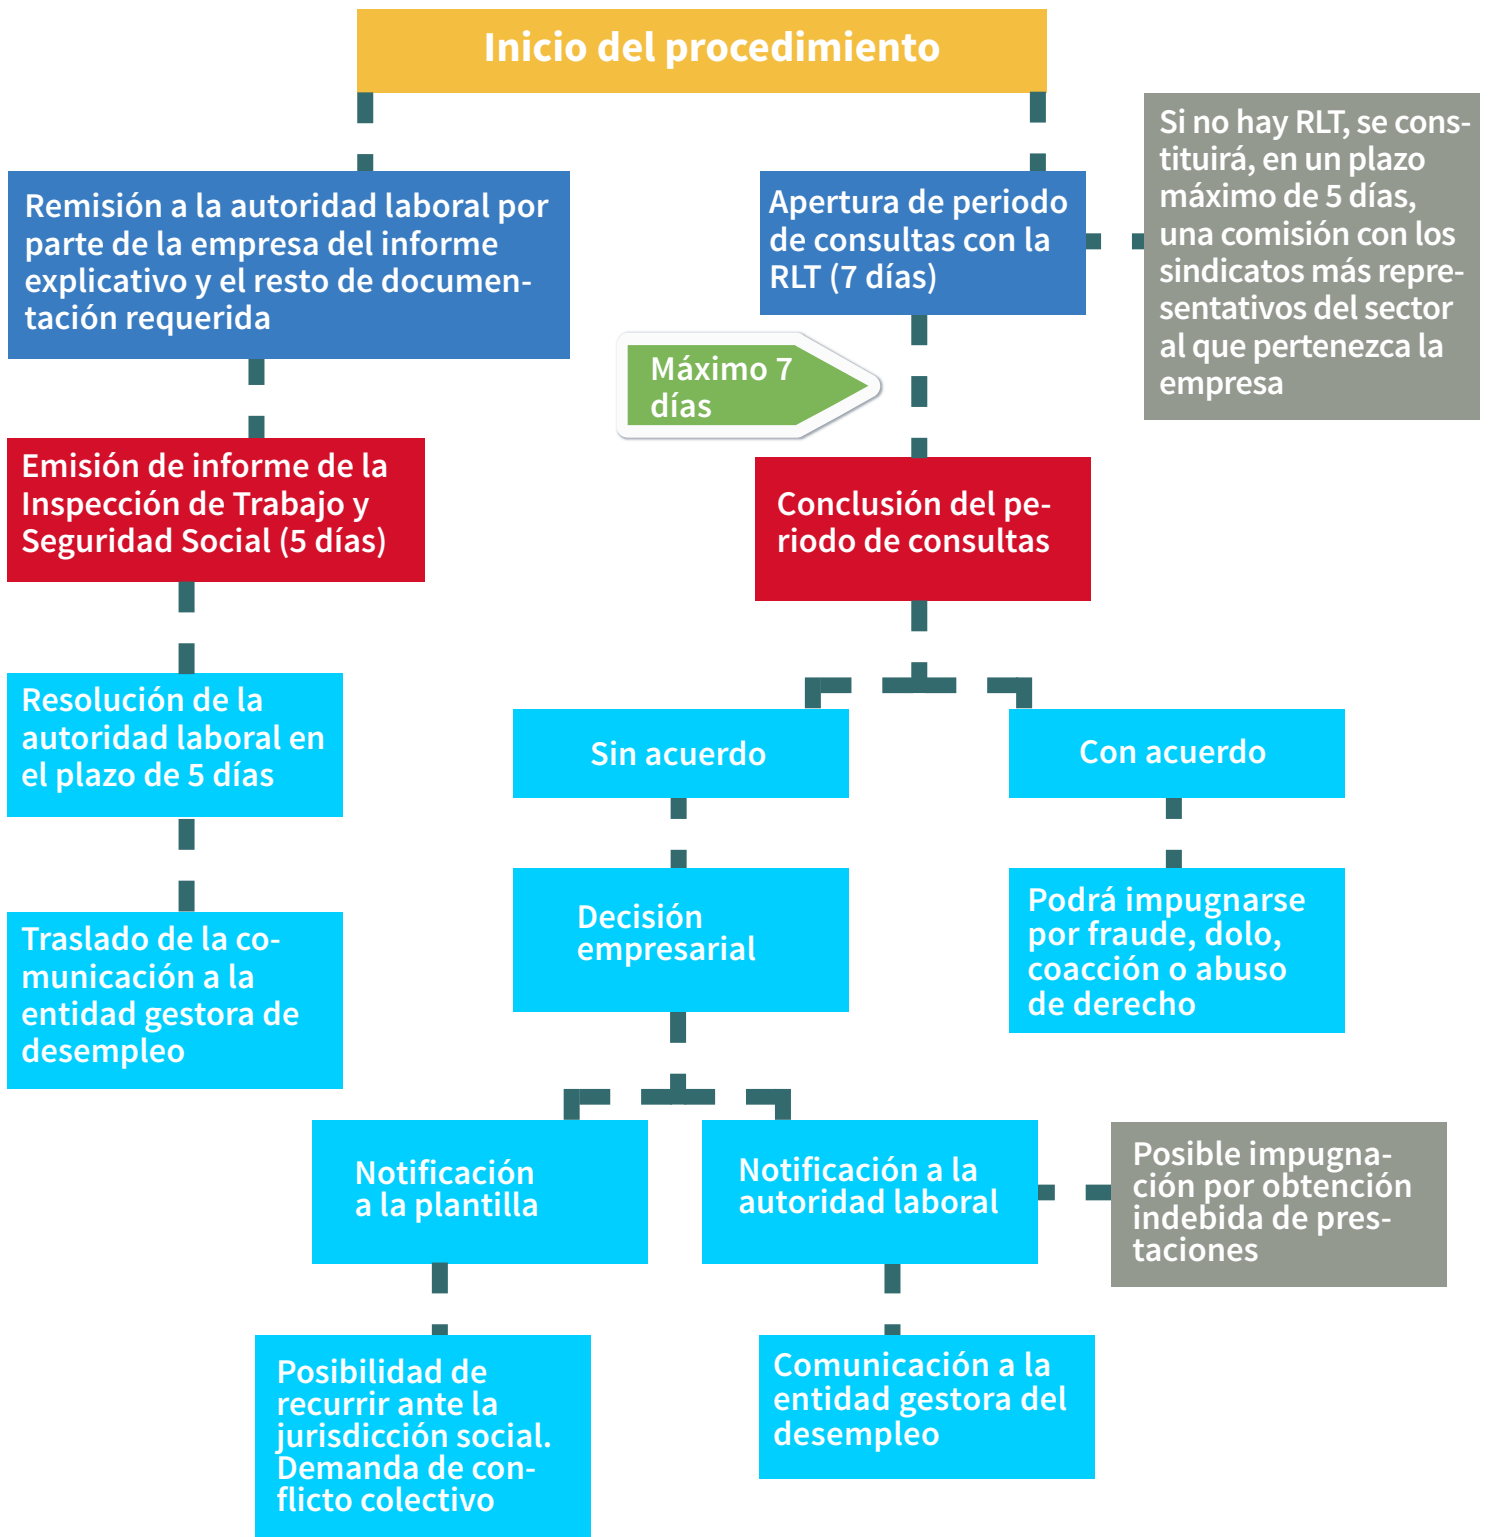 Inicio del procedimiento
Remisión a la autoridad laboral por
parte de la empresa del informe
explicativo y el resto de documen-
tación requerida
Apertura de periodo
de consultas con la
RLT (7 días)
Si no hay RLT, se cons-
tituirá, en un plazo
máximo de 5 días,
una comisión con los
sindicatos más repre-
sentativos del sector
al que pertenezca la
empresa
Máximo 7
días
Emisión de informe de la
Inspección de Trabajo y
Seguridad Social (5 días)
Conclusión del pe-
riodo de consultas
Resolución de la
autoridad laboral en
el plazo de 5 días
Sin acuerdo
Con acuerdo
Traslado de la co-
municación a la
entidad gestora de
desempleo
Decisión
empresarial
Podrá impugnarse
por fraude, dolo,
coacción o abuso
de derecho
Notificación
a la plantilla
Notificación a la
autoridad laboral
Posible impugna-
ción por obtención
indebida de pres-
taciones
Posibilidad de
recurrir ante la
jurisdicción social.
Demanda de con-
flicto colectivo
Comunicación a la
entidad gestora del
desempleo